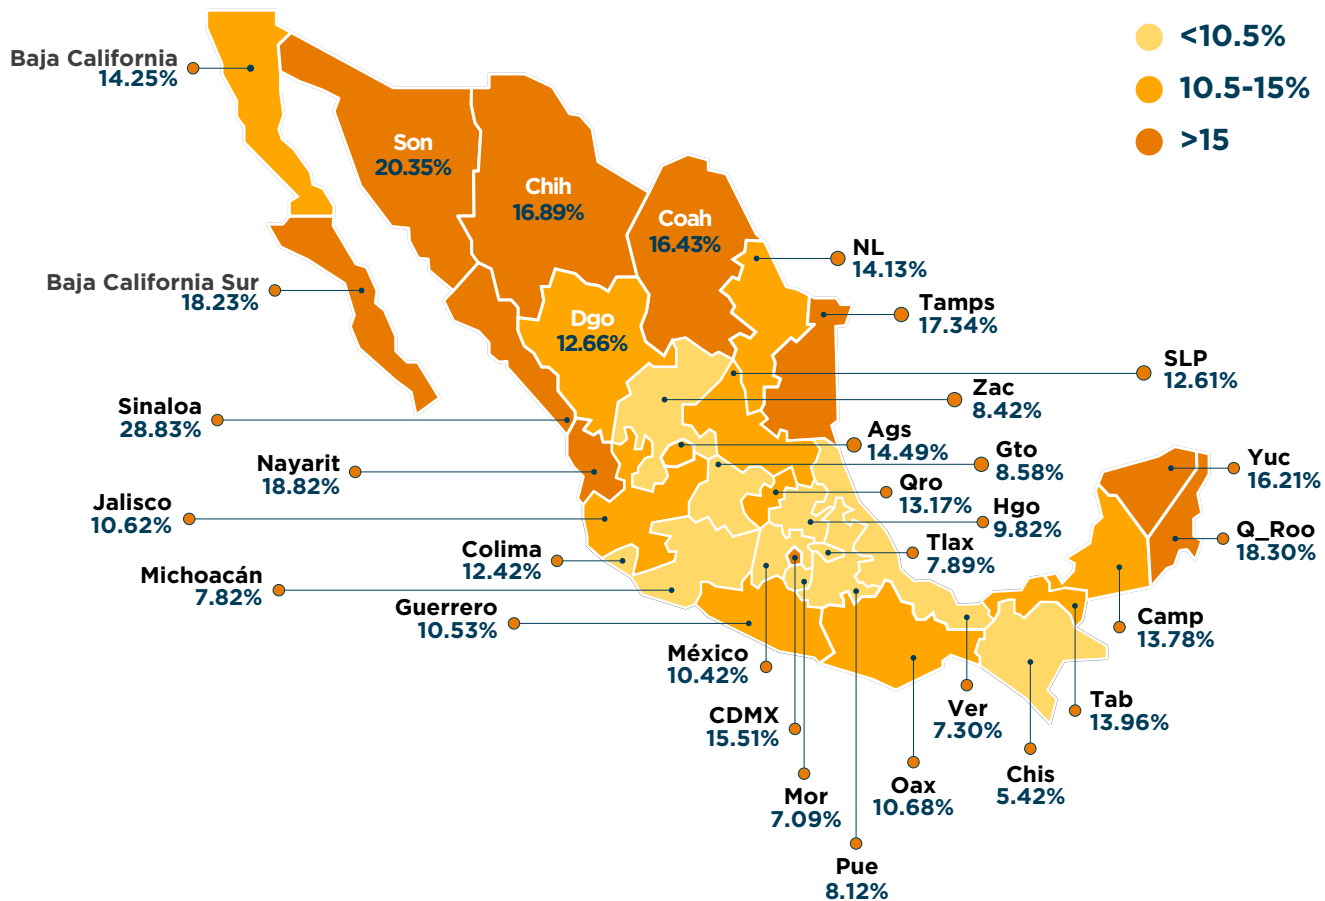 <10.5%
10.5-15%
>15
Baja California
14.25%
Son
20.35%
Chih
16.89%
Coah
16.43%
NL
14.13%
Baja California Sur
18.23%
Tamps
17.34%
Dgo
12.66%
SLP
12.61%
Zac
8.42%
Sinaloa
28.83%
Ags
14.49%
Gto
8.58%
Yuc
16.21%
Nayarit
18.82%
Qro
13.17%
Jalisco
10.62%
Hgo
9.82%
Q_Roo
18.30%
Colima
12.42%
Tlax
7.89%
Michoacán
7.82%
Guerrero
10.53%
Camp
13.78%
México
10.42%
Tab
13.96%
CDMX
15.51%
Ver
7.30%
Chis
5.42%
Oax
10.68%
Mor
7.09%
Pue
8.12%